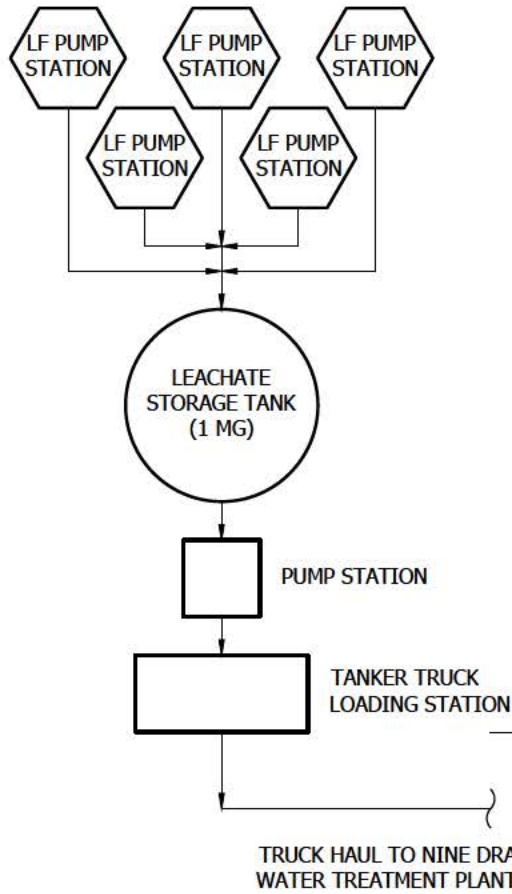 LF PUMP
STATION
LF PUMP
STATION
LF PUMP
STATION
LF PUMP
STATION
LF PUMP
STATION
LEACHATE
STORAGE TANK
(1 MG)
PUMP STATION
TANKER TRUCK
LOADING STATION
TRUCK HAUL TO NINE DRA
WATER TREATMENT PLANT